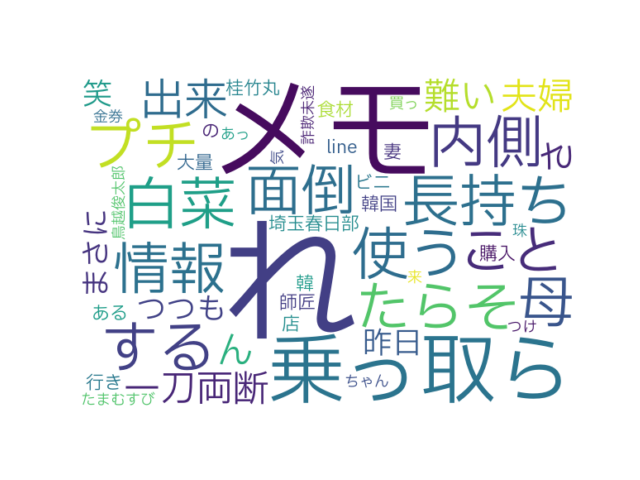 笑
出来
桂竹丸
メモ
詐欺未遂
食材
買っ
難い
夫婦
金券
プチ
の
あっ
大量
気
line
妻
内側
れ
鳥越俊太郎
白菜
面倒
ビニ
韓国
長持ち
まさに
情報
埼玉春日部
使う
こと
珠
購入
ある
つつも
れ
韓
師匠
店
来
たらそ
母
つけ
する
ん
昨日
行き
一刀両断
乗っ取ら
ちゃん
たまむすび